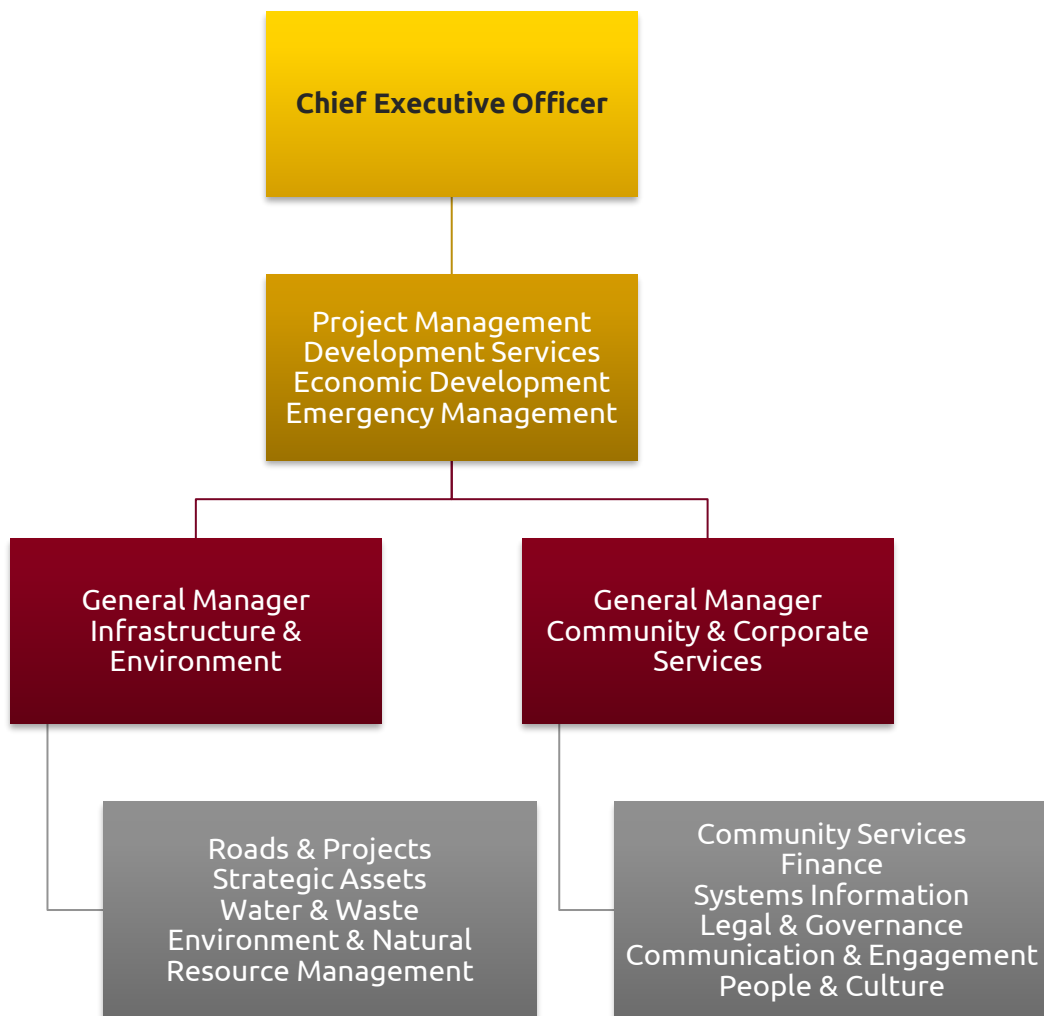 Chief Executive Officer
Project Management
Development Services
Economic Development
Emergency Management
General Manager
Infrastructure &
Environment
General Manager
Community & Corporate
Services
Roads & Projects
Strategic Assets
Water & Waste
Environment & Natural
Resource Management
Community Services
Finance
Systems Information
Legal & Governance
Communication & Engagement
People & Culture